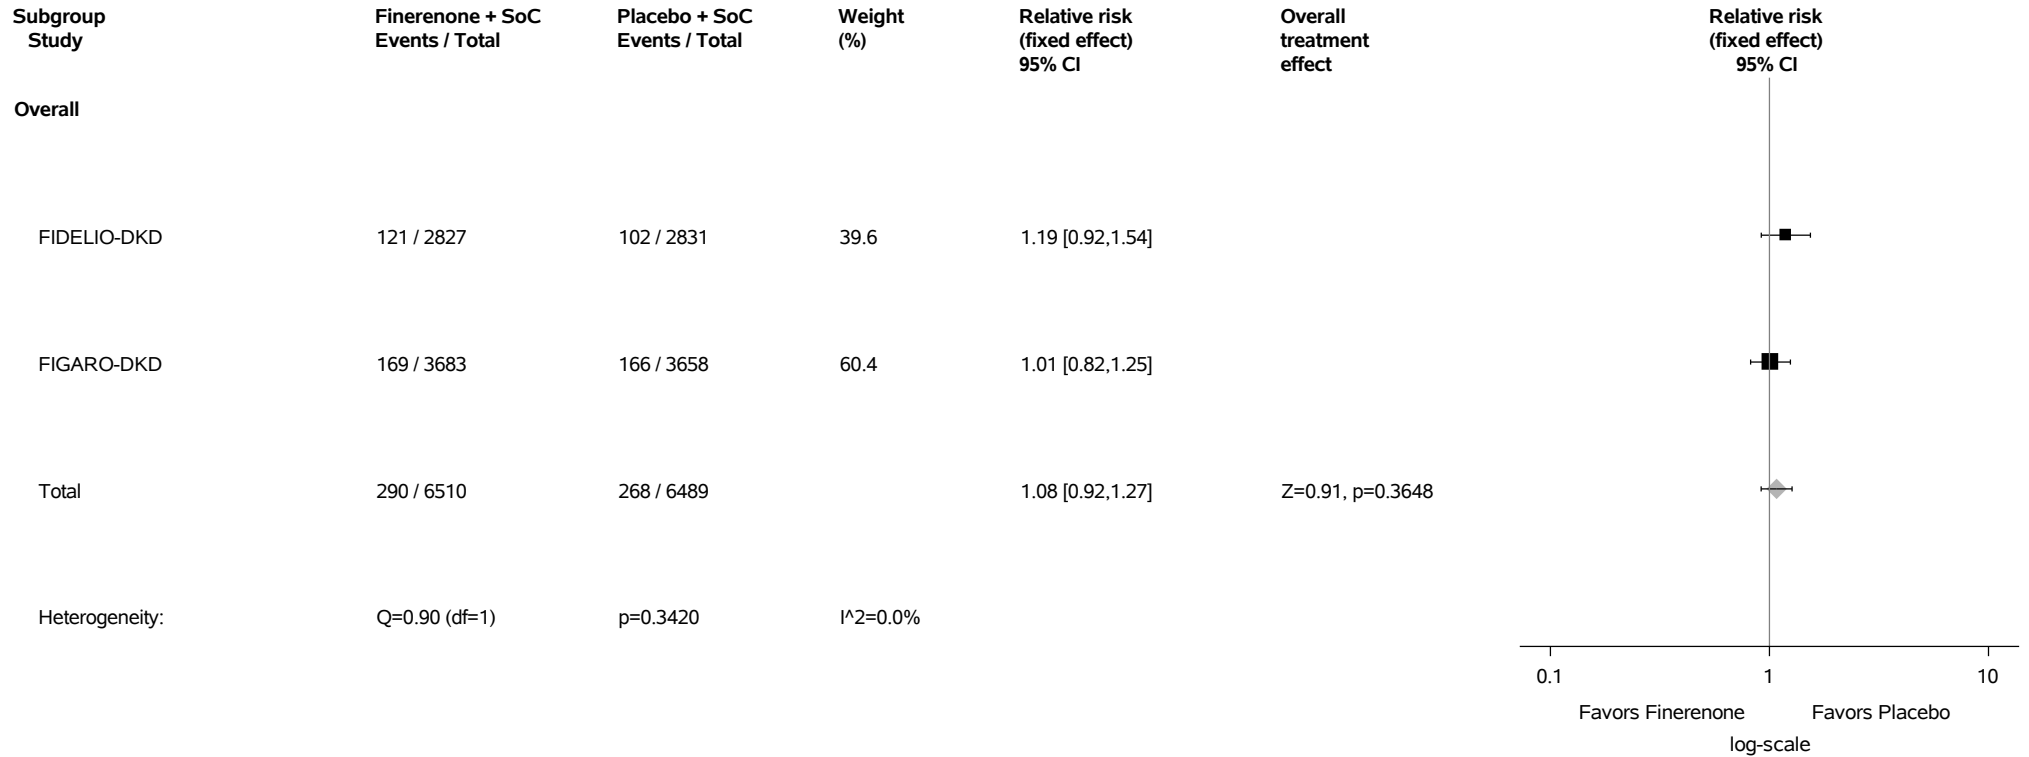 Subgroup Finerenone + SoC Placebo + SoC Weight Relative risk Overall Relative risk
Study Events / Total Events / Total (%) (fixed effect) treatment (fixed effect)
95% CI effect 95% CI
Overall
FIDELIO-DKD 121 / 2827 102 / 2831 39.6 1.19 [0.92,1.54]
FIGARO-DKD 169 / 3683 166 / 3658 60.4 1.01 [0.82,1.25]
Total 290 / 6510 268 / 6489 1.08 [0.92,1.27] Z=0.91, p=0.3648
Heterogeneity: Q=0.90 (df=1) p=0.3420 I^2=0.0%
0.1 1 10
Favors Finerenone Favors Placebo
log-scale